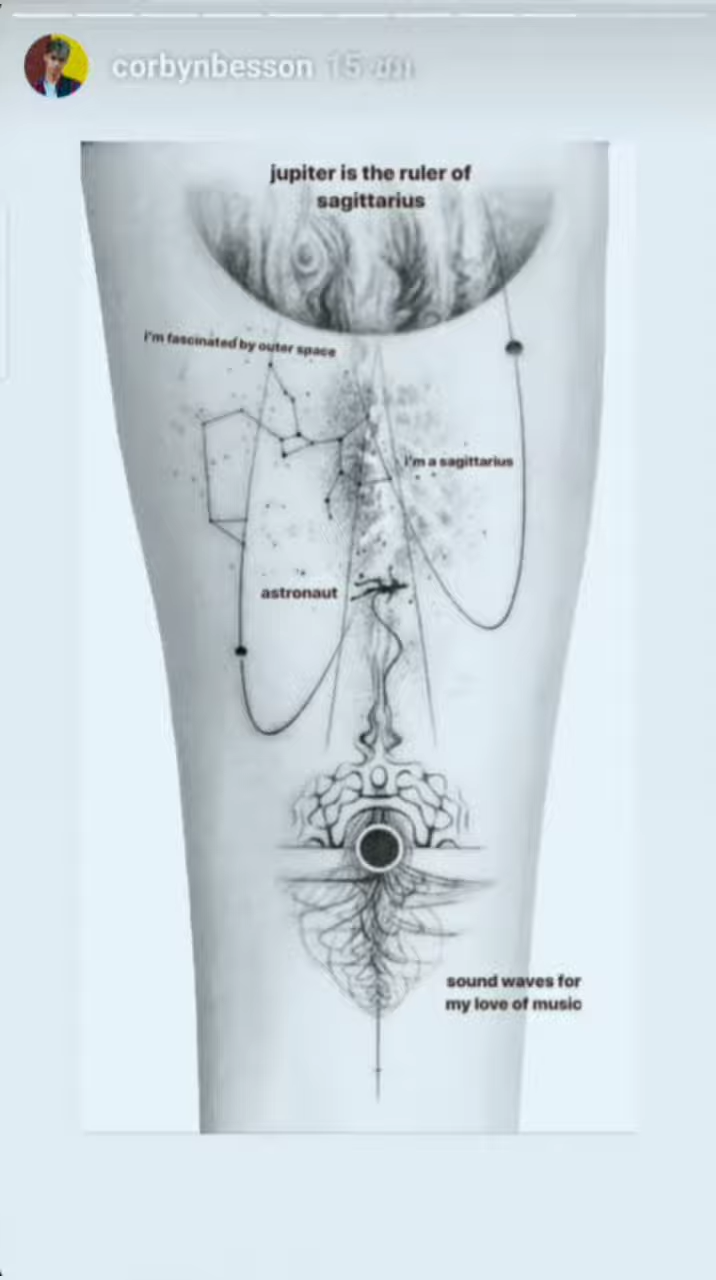 corbynbesson
jupiter is the ruler of
sagittarius
i'm fascinated by outer space
i'm a sagittarius
astronaut
sound waves for
my love of music